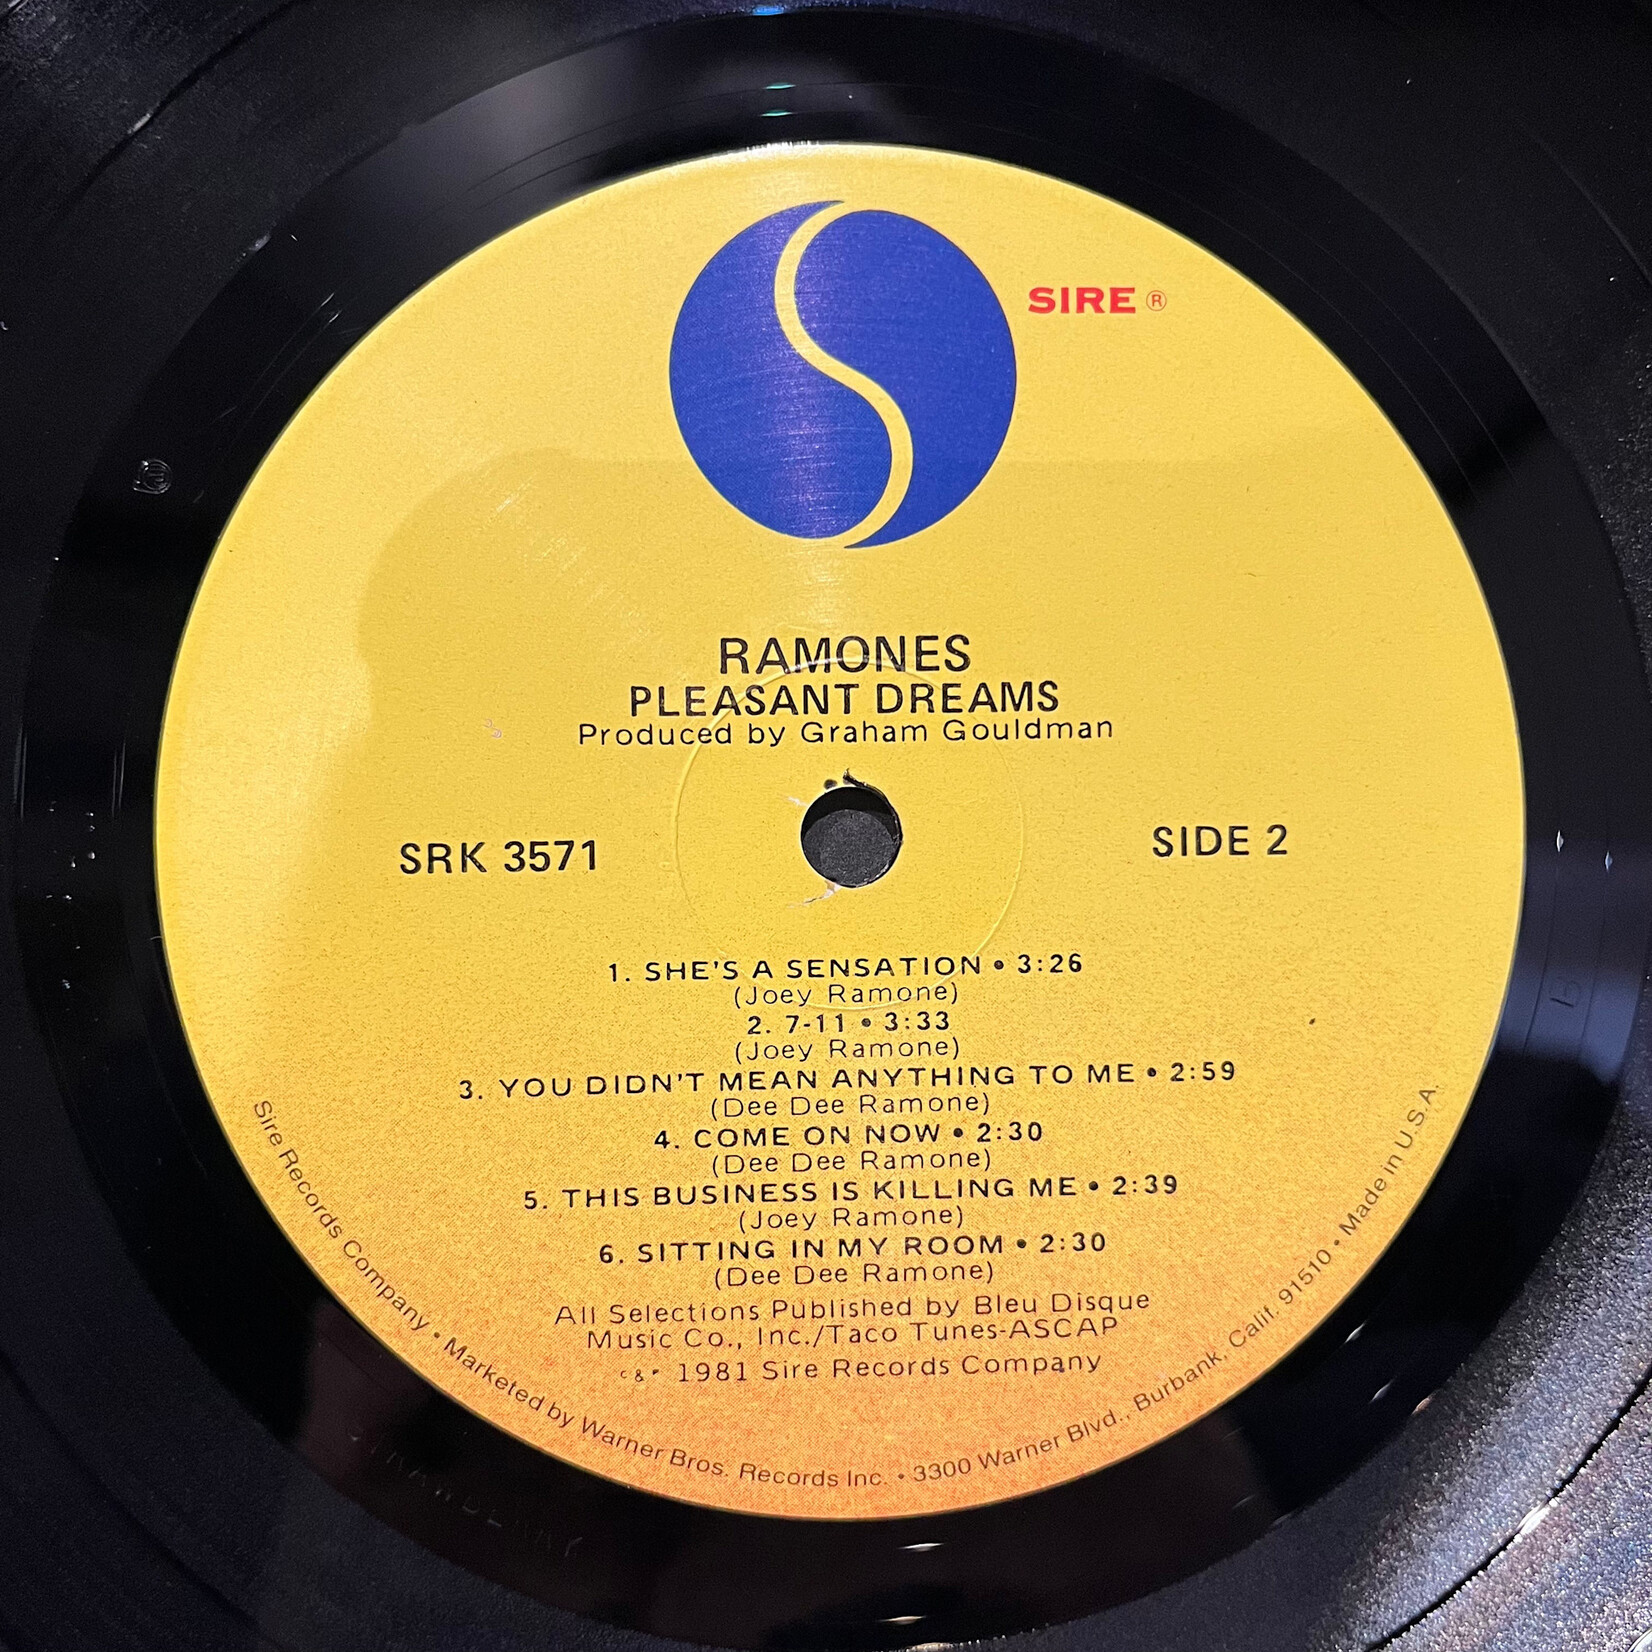 SIRE ®
RAMONES
PLEASANT DREAMS
Produced by Graham Gouldman
SRK 3571
SIDE 2
1. SHE'S A SENSATION • 3:26
(Joey Ramone)
2. 7-11 • 3:33
(Joey Ramone)
3. YOU DIDN'T MEAN ANYTHING TO ME • 2:59
(Dee Dee Ramone)
4. COME ON NOW • 2:30
(Dee Dee Ramone)
5. THIS BUSINESS IS KILLING ME • 2:39
(Joey Ramone)
6. SITTING IN MY ROOM • 2:30
(Dee Dee Ramone)
All Selections Published by Bleu Disque
Music Co., Inc./Taco Tunes-ASCAP
c & P 1981 Sire Records Company
Sire Records Company • Marketed by Warner Bros. Records Inc. • 3300 Warner Blvd., Burbank, Calif. 91510 • Made in U.S.A.